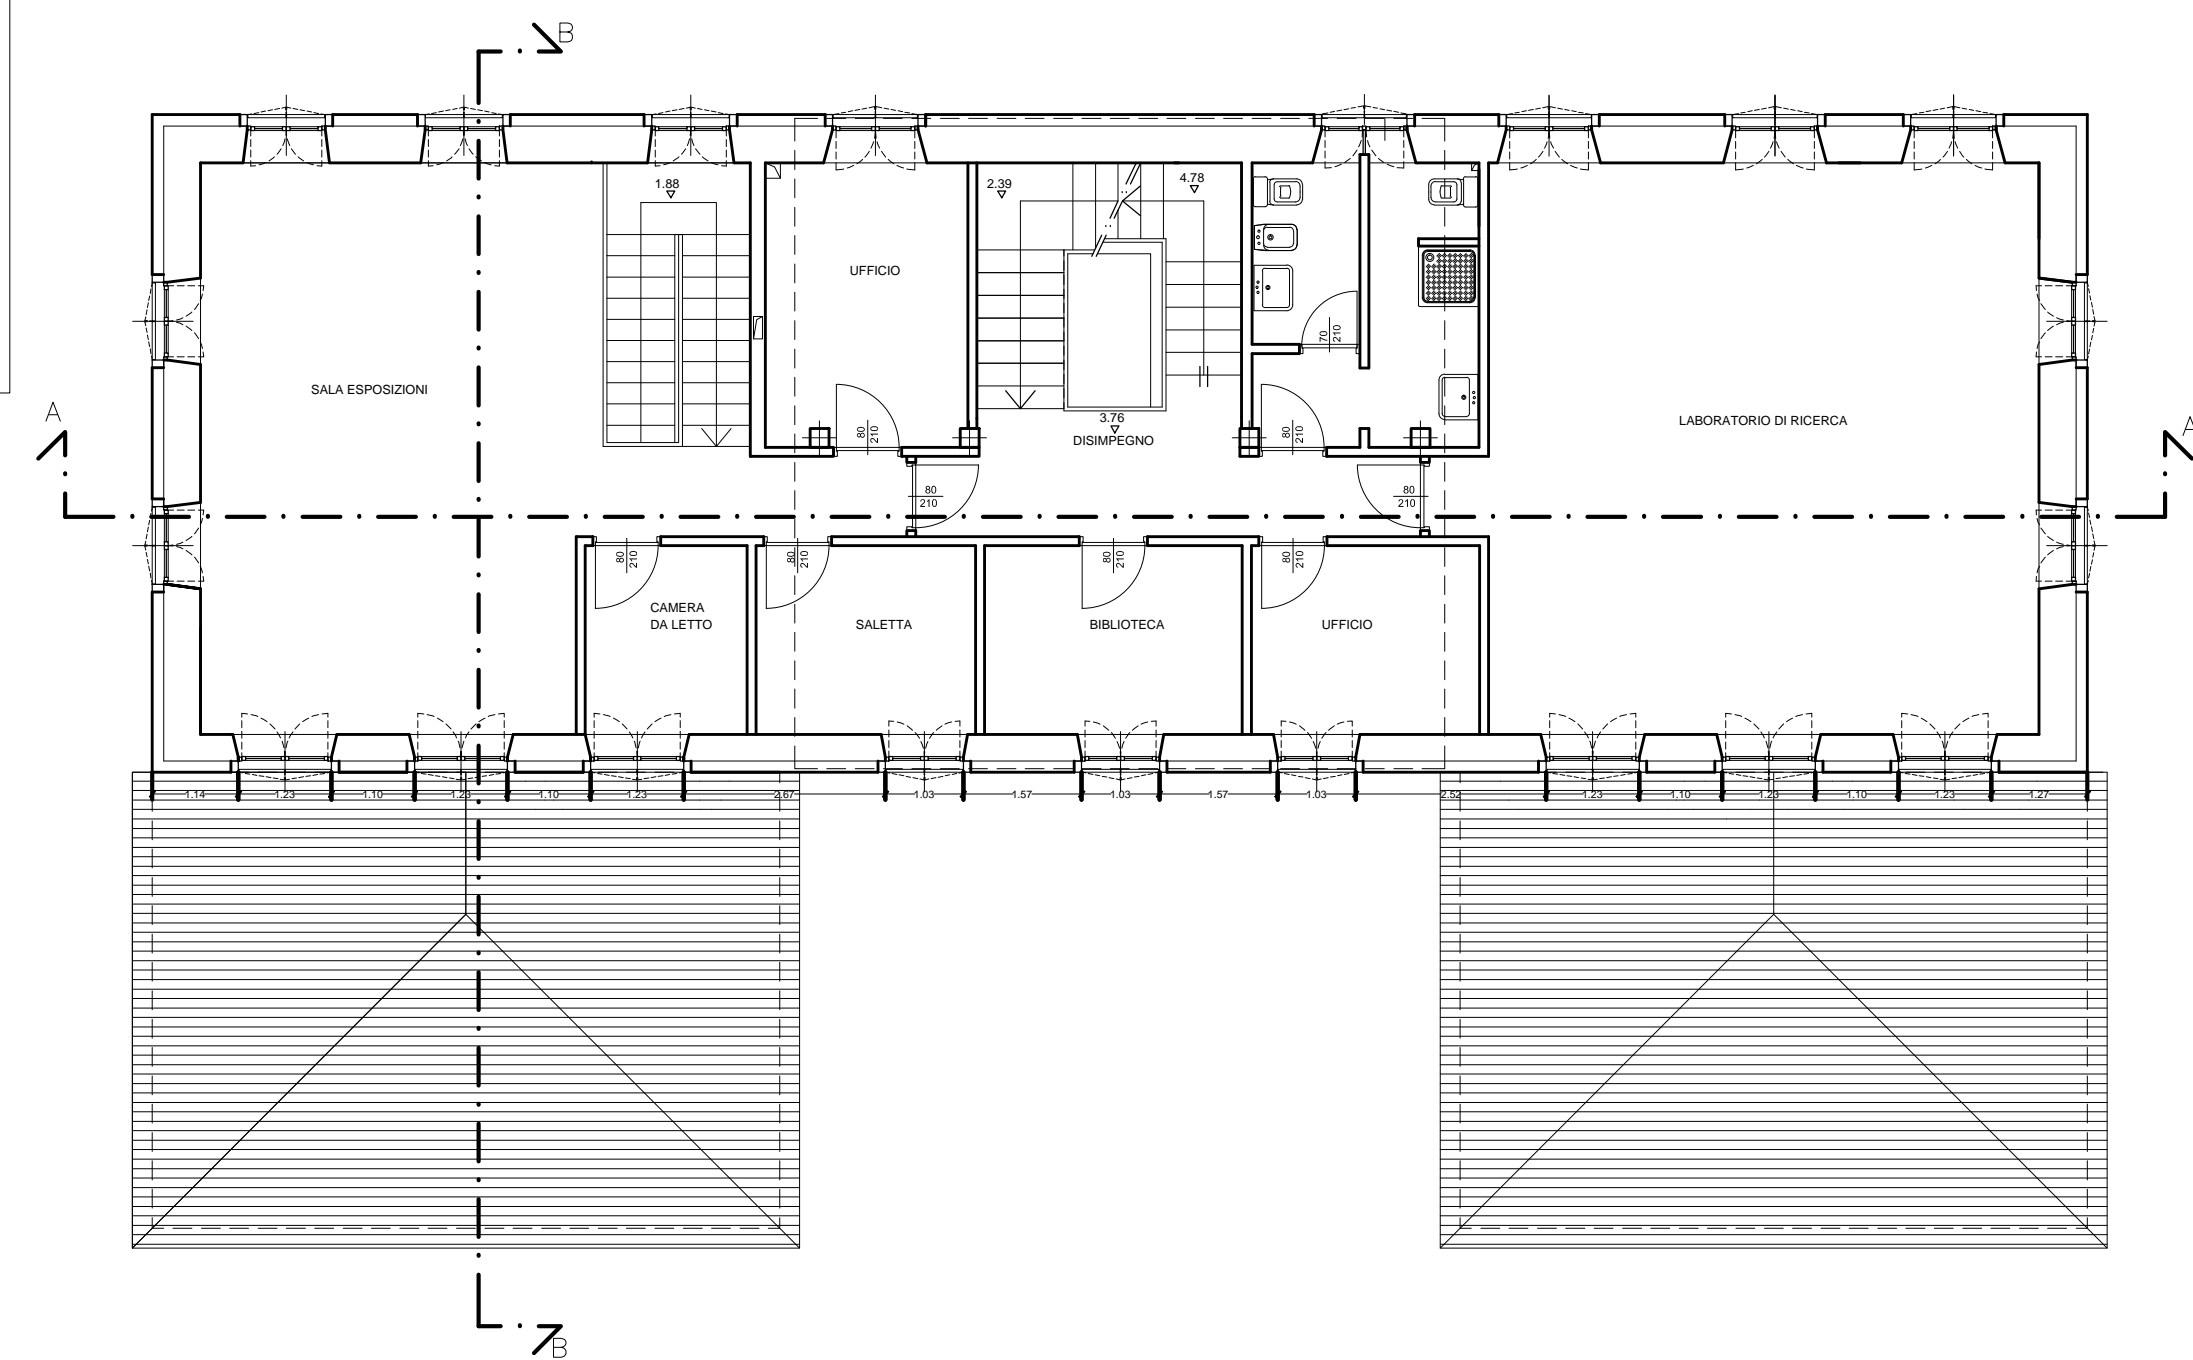 B
1.88
2.39
4.78
UFFICIO
70
210
SALA ESPOSIZIONI
A
3.76
DISIMPEGNO
LABORATORIO DI RICERCA
A
80
210
80
210
80
210
80
210
80
210
80
210
80
210
80
210
CAMERA
DA LETTO
SALETTA
BIBLIOTECA
UFFICIO
1.14 1.23 1.10 1.23 1.10 1.23 2.67 1.03 1.57 1.03 1.57 1.03 2.52 1.23 1.10 1.23 1.10 1.23 1.27
B